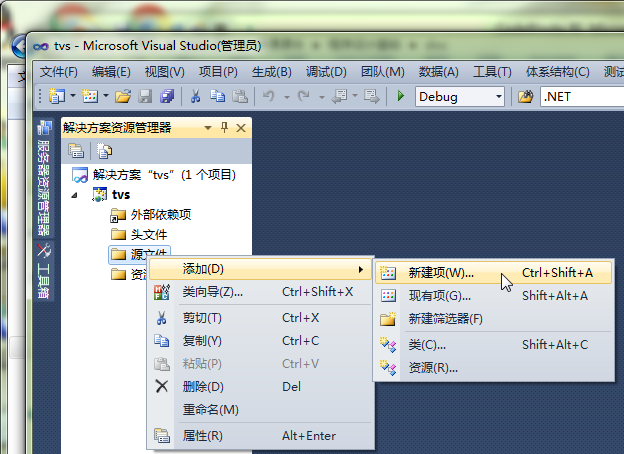 tvs - Microsoft Visual Studio(管理员)
文件(F) 编辑(E) 视图(V) 项目(P) 生成(B) 调试(D) 团队(M) 数据(A) 工具(T) 体系结构(C) 测试
Debug .NET
服务器资源管理器
工具箱
解决方案资源管理器
解决方案“tvs”(1 个项目)
tvs
外部依赖项
头文件
源文件
添加(D)
类向导(Z)... Ctrl+Shift+X
剪切(T) Ctrl+X
复制(Y) Ctrl+C
粘贴(P) Ctrl+V
删除(D) Del
重命名(M)
属性(R) Alt+Enter
新建项(W)... Ctrl+Shift+A
现有项(G)... Shift+Alt+A
新建筛选器(F)
类(C)... Shift+Alt+C
资源(R)...